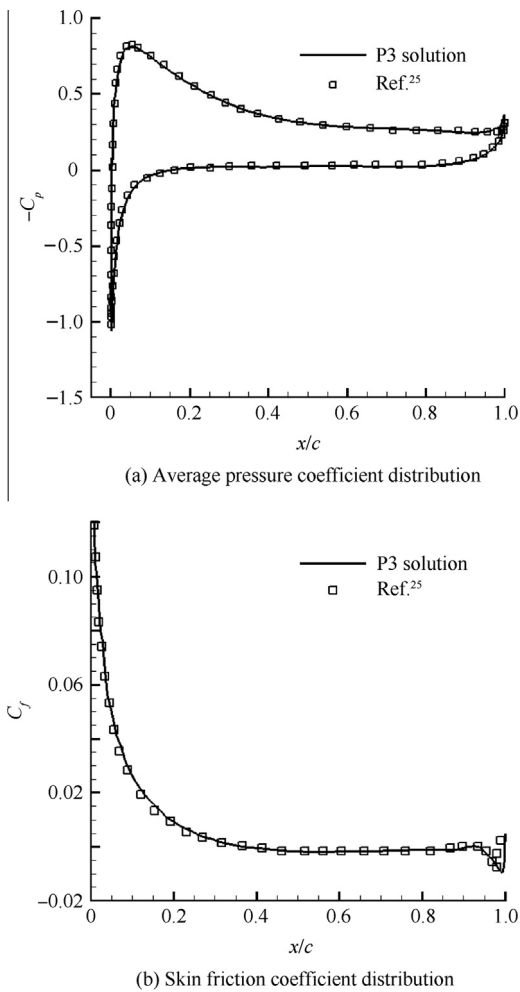 1.0
P3 solution
Ref.²⁵
0.5
0
−0.5
−1.0
−1.5
−Cₚ
0 0.2 0.4 0.6 0.8 1.0
x/c
(a) Average pressure coefficient distribution
P3 solution
Ref.²⁵
0.10
0.06
0.02
−0.02
C_f
0 0.2 0.4 0.6 0.8 1.0
x/c
(b) Skin friction coefficient distribution